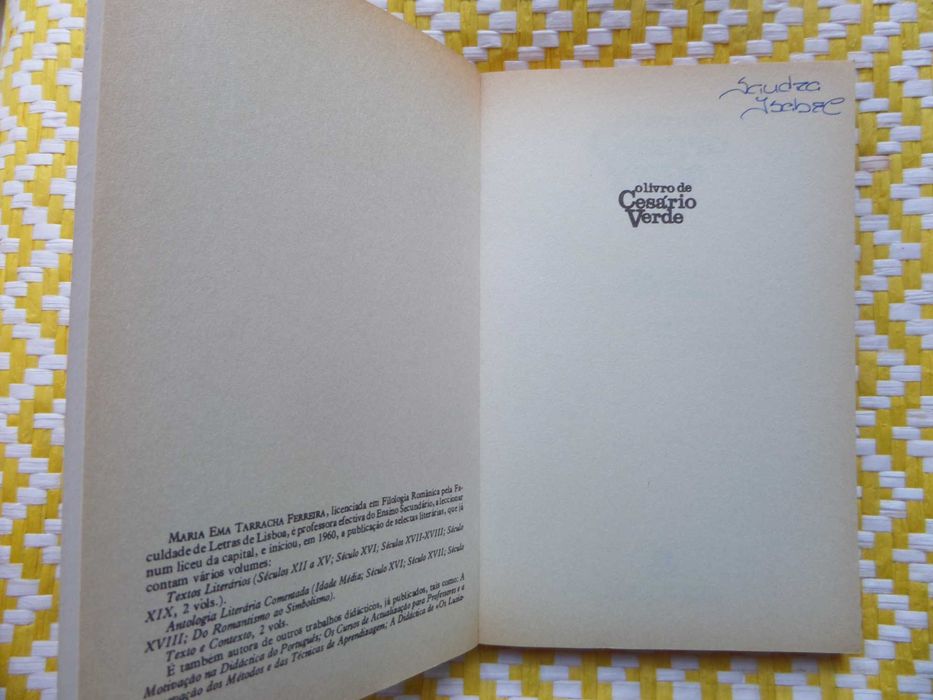 MARIA EMA TARRACHA FERREIRA, licenciada em Filologia Românica pela Fa-
culdade de Letras de Lisboa, é professora efectiva do Ensino Secundário, a leccionar
num liceu da capital, e iniciou, em 1960, a publicação de selectas literárias, que já
contam vários volumes:
Textos Literários (Séculos XII a XV; Século XVI; Séculos XVII-XVIII; Século
XIX, 2 vols.).
Antologia Literária Comentada (Idade Média; Século XVI; Século XVII; Século
XVIII; Do Romantismo ao Simbolismo).
Texto e Contexto, 2 vols.
É também autora de outros trabalhos didácticos, já publicados, tais como: A
Motivação na Didáctica do Português; Os Cursos de Actualização para Professores e a
ovação dos Métodos e das Técnicas de Aprendizagem; A Didáctica de «Os Lusía-
Sandra
Isabel
o livro de
Cesário
Verde